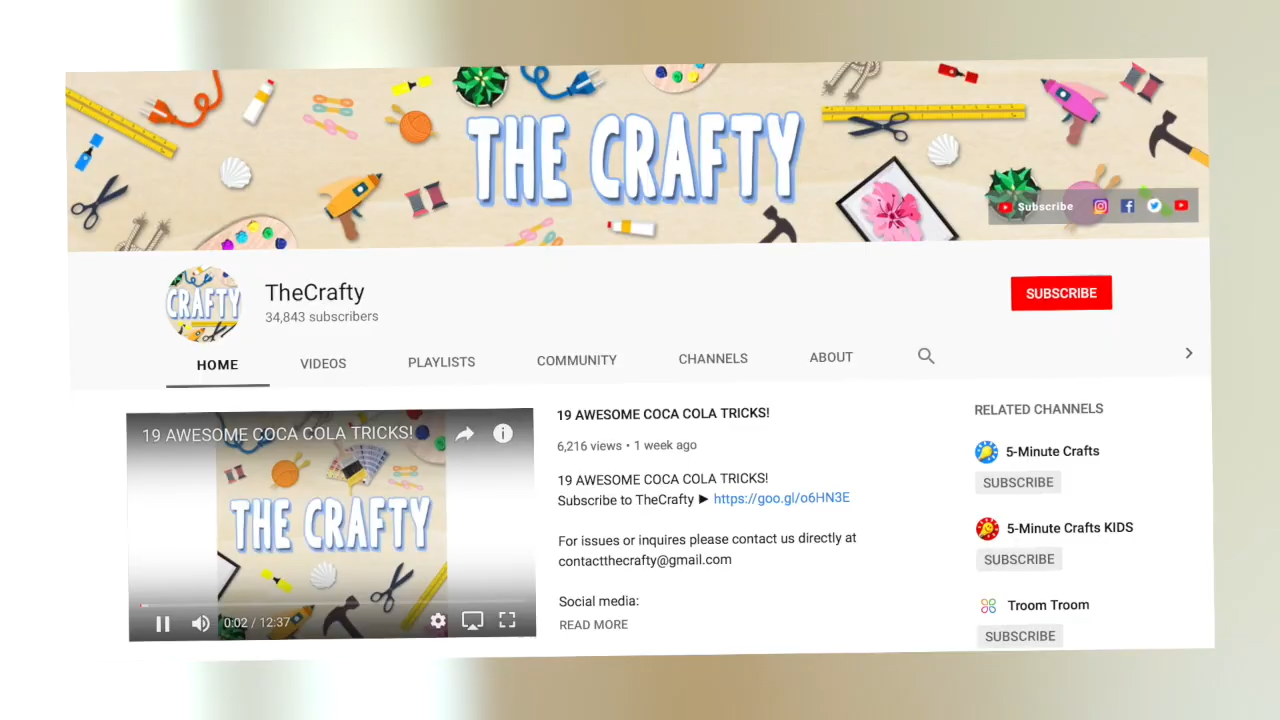 THE CRAFTY
Subscribe
CRAFTY
TheCrafty
34,843 subscribers
SUBSCRIBE
HOME VIDEOS PLAYLISTS COMMUNITY CHANNELS ABOUT
19 AWESOME COCA COLA TRICKS!
THE CRAFTY
0:02 / 12:37
19 AWESOME COCA COLA TRICKS!
6,216 views • 1 week ago
19 AWESOME COCA COLA TRICKS!
Subscribe to TheCrafty ► https://goo.gl/o6HN3E
For issues or inquires please contact us directly at
contactthecrafty@gmail.com
Social media:
READ MORE
RELATED CHANNELS
5-Minute Crafts
SUBSCRIBE
5-Minute Crafts KIDS
SUBSCRIBE
Troom Troom
SUBSCRIBE